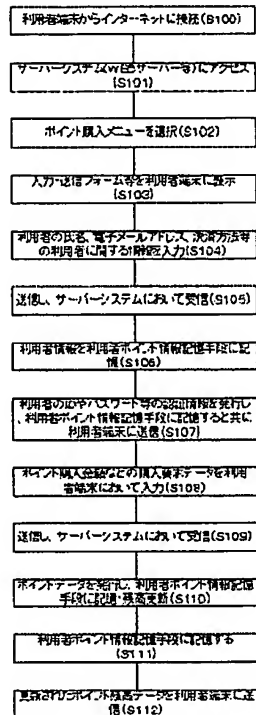 利用者端末からインターネットに接続(S100)
サーバーシステム(WEBサーバー等)にアクセス
(S101)
ポイント購入メニューを選択(S102)
入力・送信フォーム等を利用者端末に表示
(S103)
利用者の氏名、電子メールアドレス、決済方法等
の利用者に関する情報を入力(S104)
送信し、サーバーシステムにおいて受信(S105)
利用者情報を利用者ポイント情報記憶手段に記
憶(S106)
利用者のIDやパスワード等の認証情報を発行し
、利用者ポイント情報記憶手段に記憶すると共に
利用者端末に送信(S107)
ポイント購入金額などの購入請求データを利用
者端末において入力(S108)
送信し、サーバーシステムにおいて受信(S109)
ポイントデータを発行し、利用者ポイント情報記憶
手段に記憶・残高更新(S110)
利用者ポイント情報記憶手段に記憶する
(S111)
更新されたポイント残高データを利用者端末に送
信(S112)